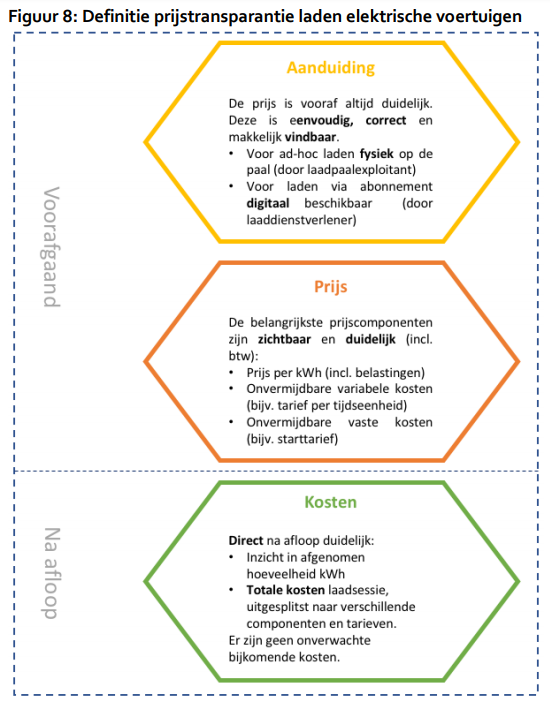 Figuur 8: Definitie prijstransparantie laden elektrische voertuigen
Voorafgaand
Aanduiding
De prijs is vooraf altijd duidelijk.
Deze is eenvoudig, correct en
makkelijk vindbaar.
• Voor ad-hoc laden fysiek op de
paal (door laadpaalexploitant)
• Voor laden via abonnement
digitaal beschikbaar (door
laaddienstverlener)
Prijs
De belangrijkste prijscomponenten
zijn zichtbaar en duidelijk (incl.
btw):
• Prijs per kWh (incl. belastingen)
• Onvermijdbare variabele kosten
(bijv. tarief per tijdseenheid)
• Onvermijdbare vaste kosten
(bijv. starttarief)
Na afloop
Kosten
Direct na afloop duidelijk:
• Inzicht in afgenomen
hoeveelheid kWh
• Totale kosten laadsessie,
uitgesplitst naar verschillende
componenten en tarieven.
Er zijn geen onverwachte
bijkomende kosten.